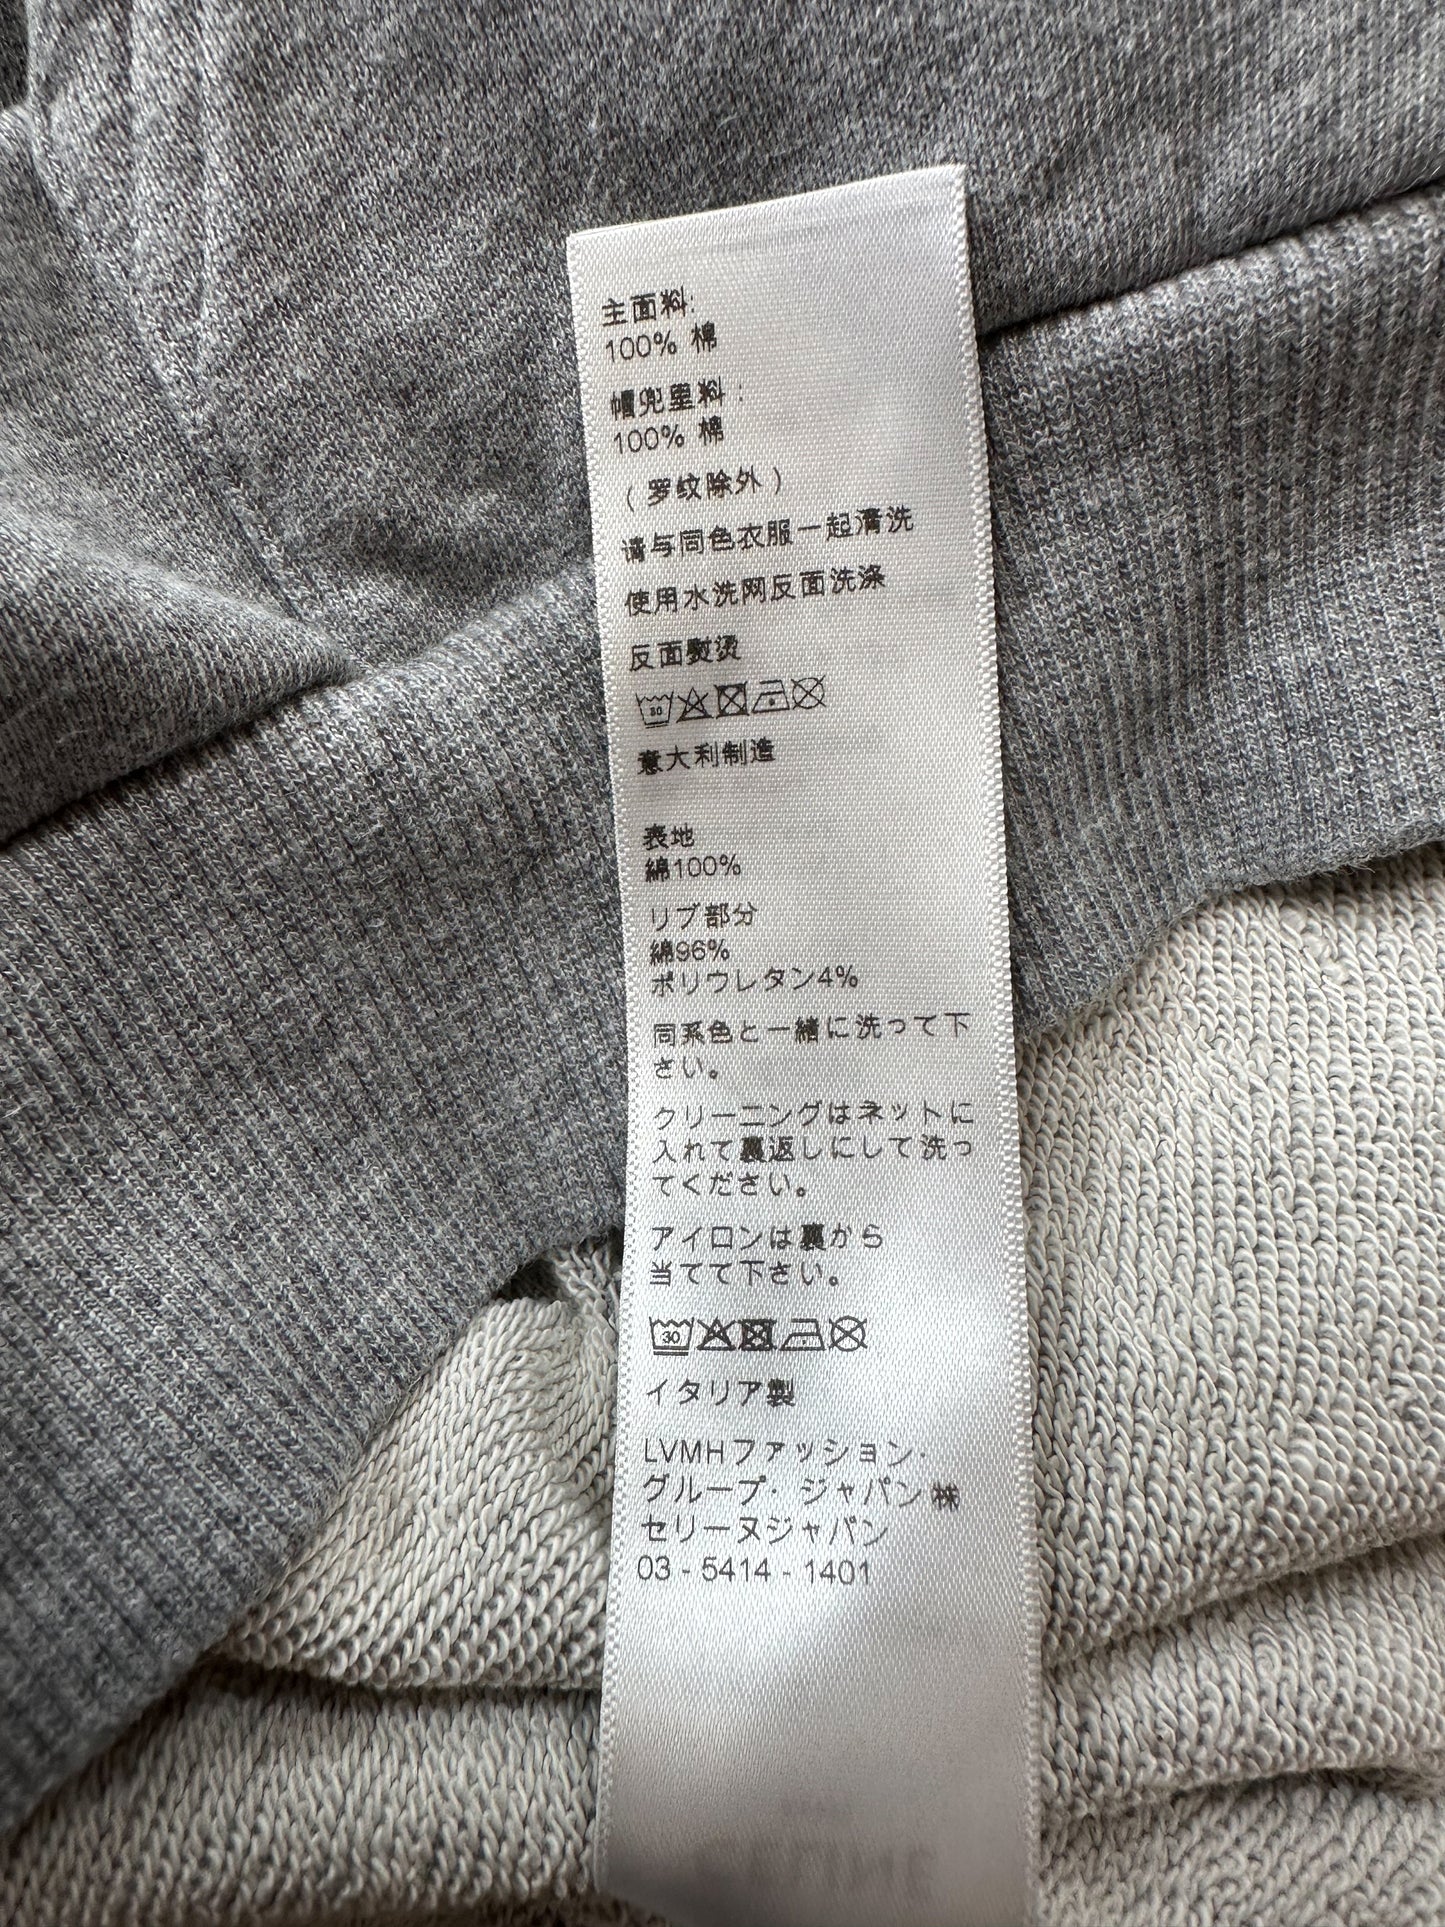 主面料:
100% 棉
帽兜里料:
100% 棉
(罗纹除外)
请与同色衣服一起清洗
使用水洗网反面洗涤
反面熨烫
30
意大利制造
表地
綿100%
リブ部分
綿96%
ポリウレタン4%
同系色と一緒に洗って下
さい。
クリーニングはネットに
入れて裏返しにして洗っ
てください。
アイロンは裏から
当てて下さい。
30
イタリア製
LVMHファッション·
グループ· ジャパン㈱
セリーヌジャパン
03 - 5414 - 1401